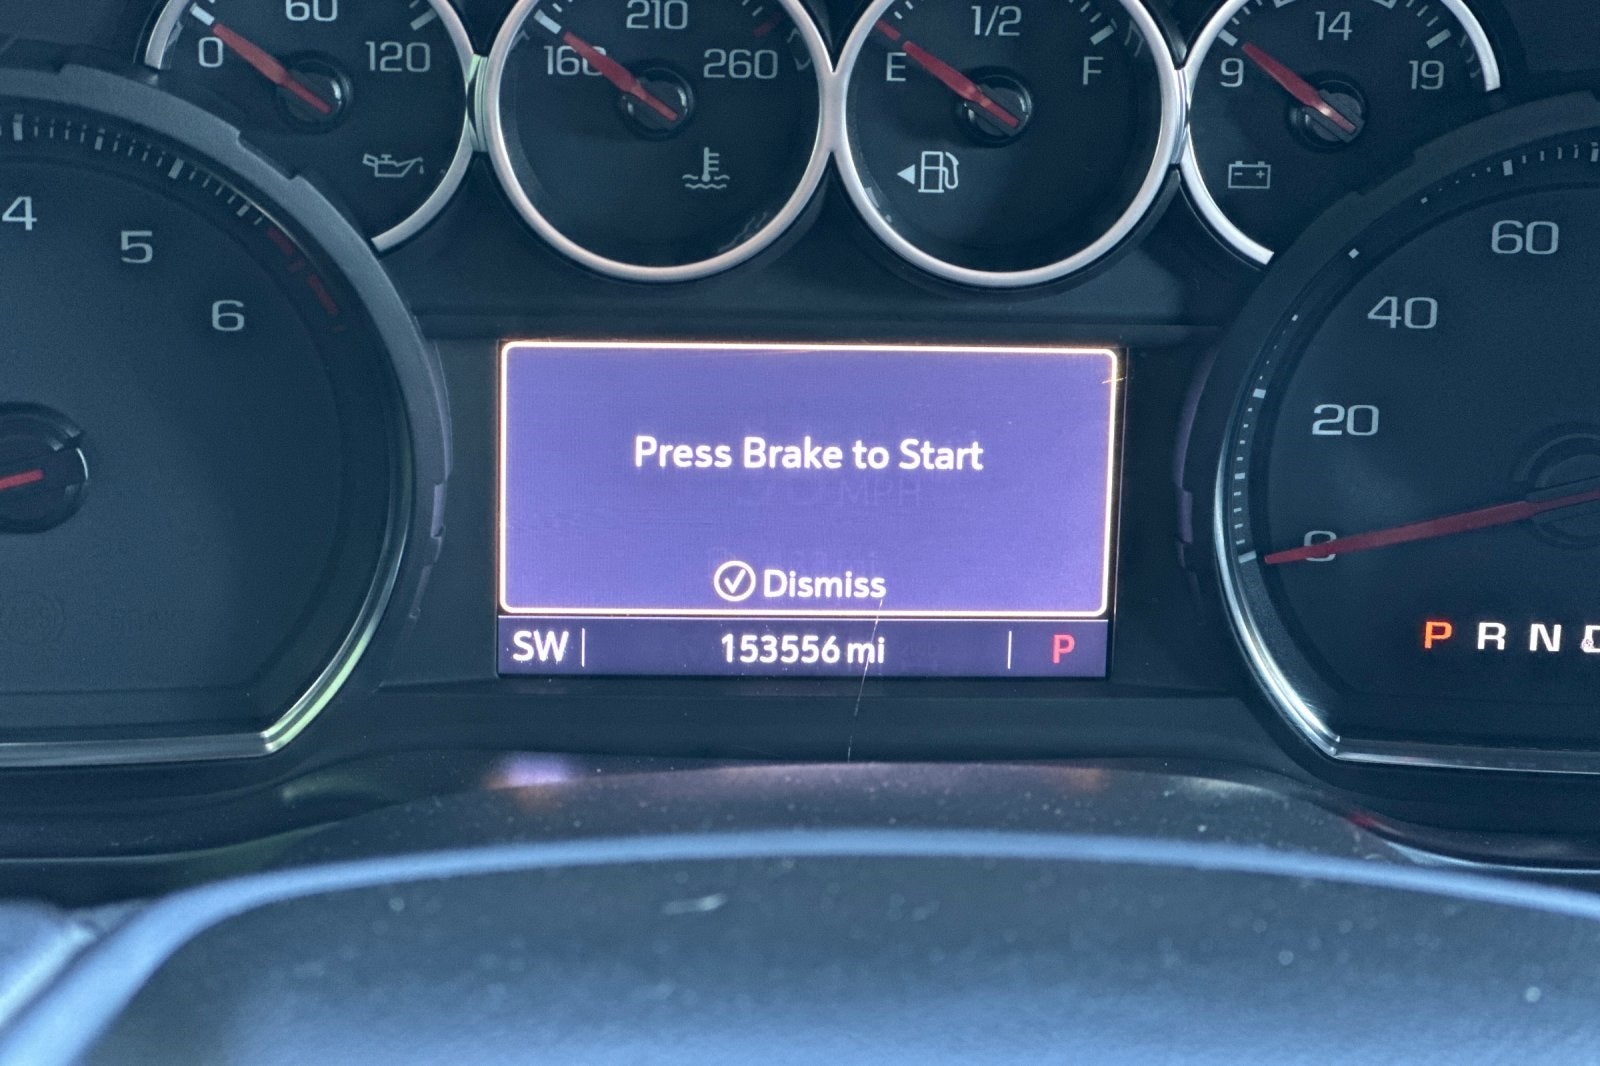 0 60 120
160 210 260
E 1/2 F
9 14 19
4 5 6
0 20 40 60
Press Brake to Start
MPH
Dismiss
SW 153556 mi P
P R N D